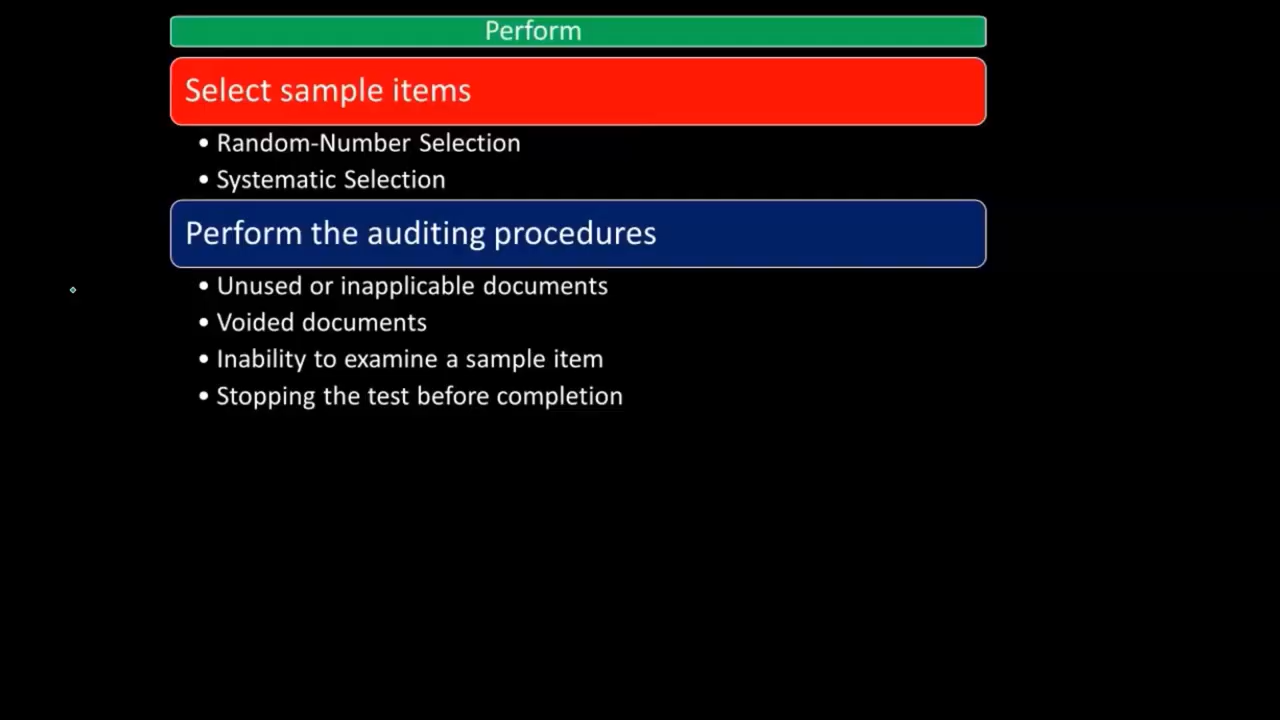 Perform
Select sample items
• Random-Number Selection
• Systematic Selection
Perform the auditing procedures
• Unused or inapplicable documents
• Voided documents
• Inability to examine a sample item
• Stopping the test before completion